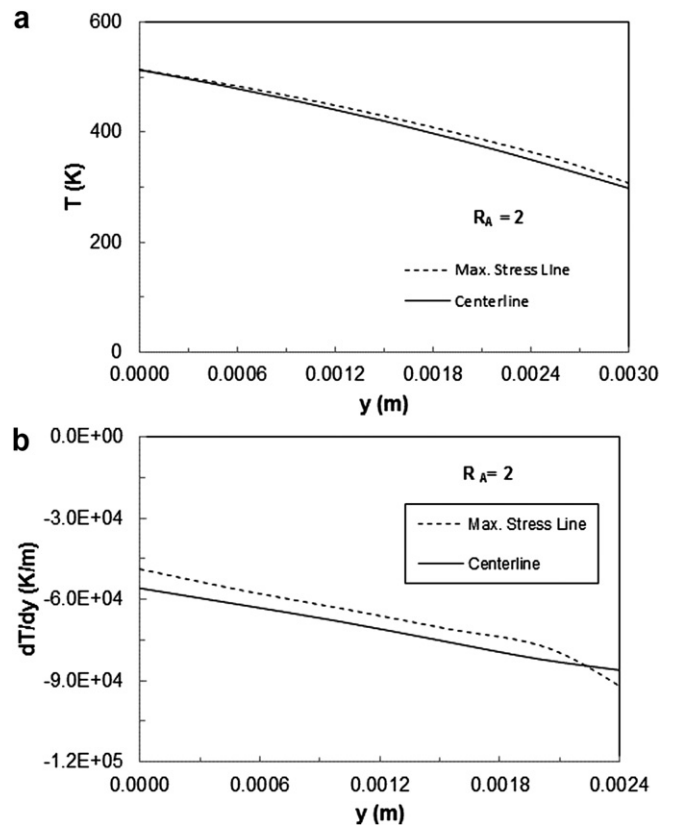 a
600
400
200
0
T (K)
R_A = 2
Max. Stress LIne
Centerline
0.0000 0.0006 0.0012 0.0018 0.0024 0.0030
y (m)
b
0.0E+00
-3.0E+04
-6.0E+04
-9.0E+04
-1.2E+05
dT/dy (K/m)
R_A = 2
Max. Stress Line
Centerline
0.0000 0.0006 0.0012 0.0018 0.0024
y (m)